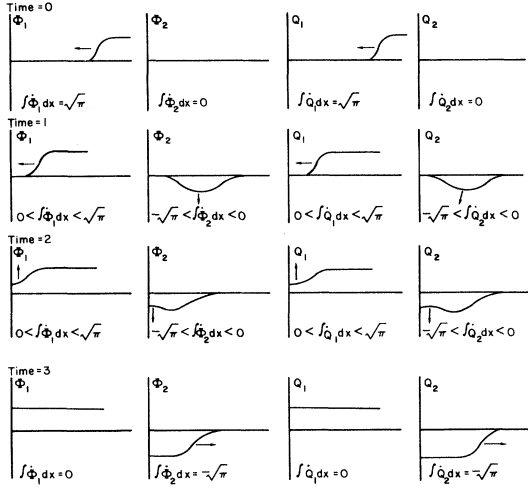 Time=0
Φ₁ Φ₂ Q₁ Q₂
∫Φ̇₁dx=√π ∫Φ̇₂dx=0 ∫Q̇₁dx=√π ∫Q̇₂dx=0
Time=1
Φ₁ Φ₂ Q₁ Q₂
0<∫Φ̇₁dx<√π -√π<∫Φ̇₂dx<0 0<∫Q̇₁dx<√π -√π<∫Q̇₂dx<0
Time=2
Φ₁ Φ₂ Q₁ Q₂
0<∫Φ̇₁dx<√π -√π<∫Φ̇₂dx<0 0<∫Q̇₁dx<√π -√π<∫Q̇₂dx<0
Time=3
Φ₁ Φ₂ Q₁ Q₂
∫Φ̇₁dx=0 ∫Φ̇₂dx=-√π ∫Q̇₁dx=0 ∫Q̇₂dx=-√π